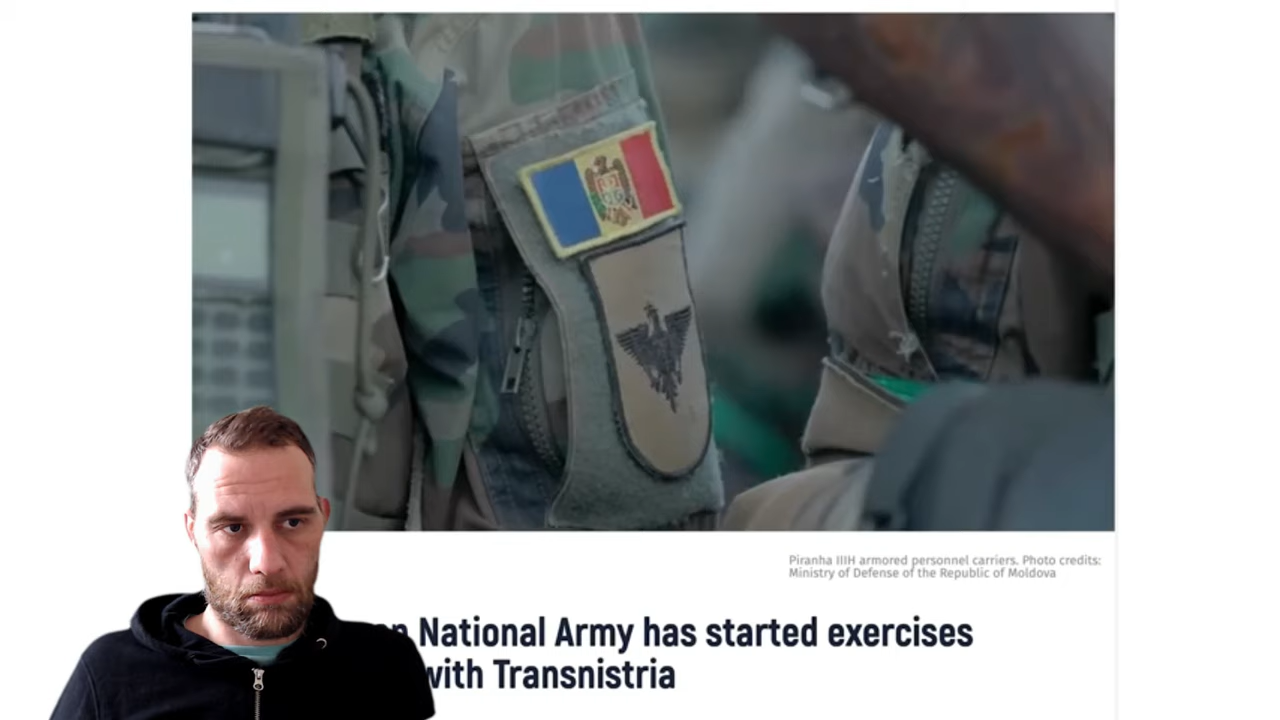 Piranha IIIH armored personnel carriers. Photo credits:
Ministry of Defense of the Republic of Moldova
National Army has started exercises
with Transnistria